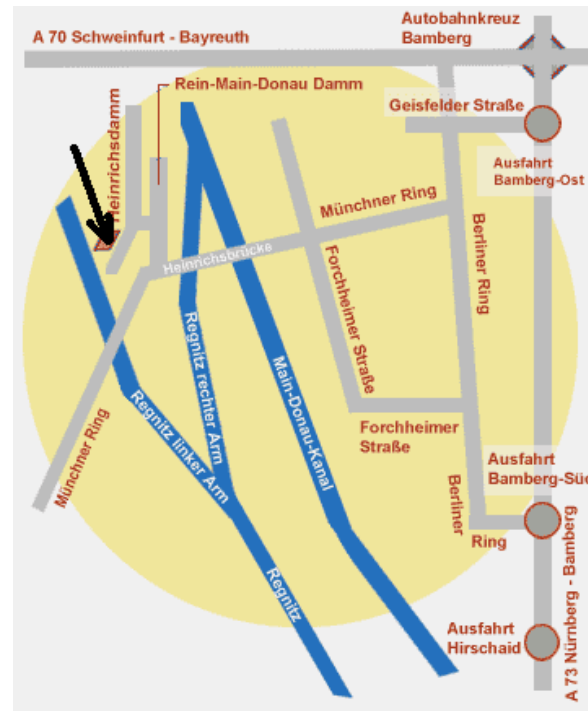 A 70 Schweinfurt - Bayreuth
Autobahnkreuz
Bamberg
Rein-Main-Donau Damm
Heinrichsdamm
Geisfelder Straße
Ausfahrt
Bamberg-Ost
Münchner Ring
Heinrichsbrücke
Berliner Ring
Forchheimer Straße
Regnitz rechter Arm
Main-Donau-Kanal
Regnitz linker Arm
Münchner Ring
Forchheimer
Straße
Ausfahrt
Bamberg-Süd
Berliner
Ring
Regnitz
Ausfahrt
Hirschaid
A 73 Nürnberg - Bamberg